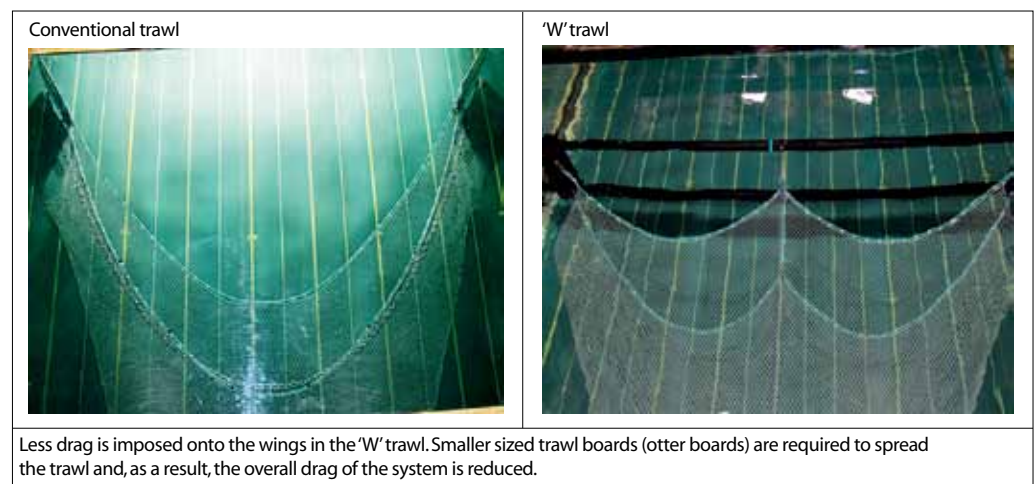 Conventional trawl
'W' trawl
Less drag is imposed onto the wings in the 'W' trawl. Smaller sized trawl boards (otter boards) are required to spread
the trawl and, as a result, the overall drag of the system is reduced.